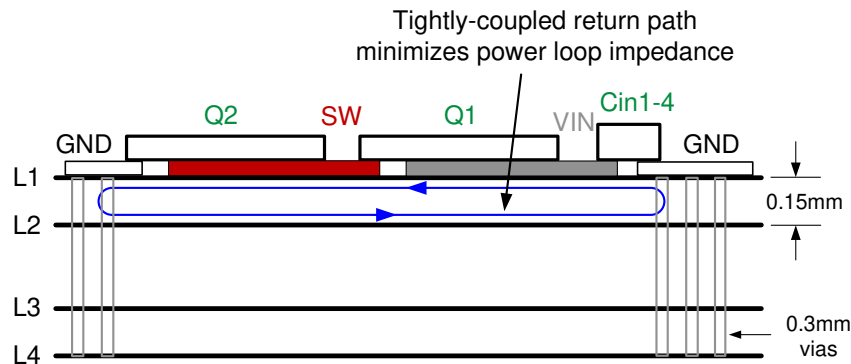 Tightly-coupled return path
minimizes power loop impedance
Q2
SW
Q1
VIN
Cin1-4
GND
GND
L1
0.15mm
L2
L3
0.3mm
vias
L4